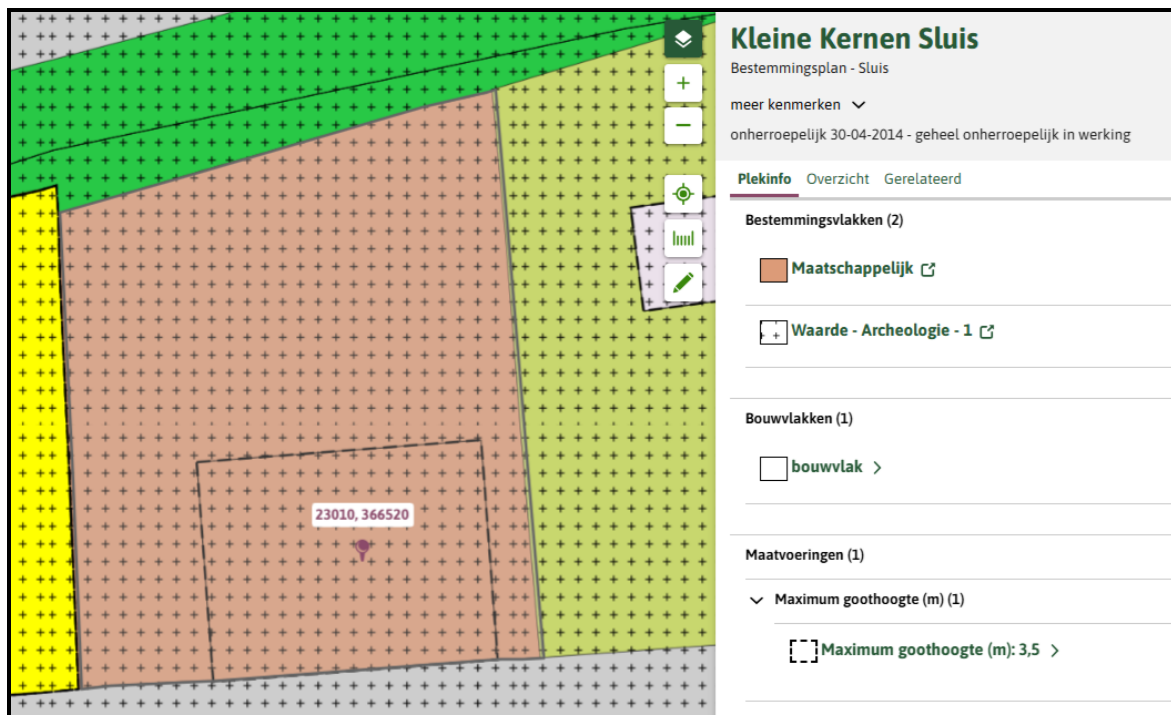 Kleine Kernen Sluis
Bestemmingsplan - Sluis
meer kenmerken
onherroepelijk 30-04-2014 - geheel onherroepelijk in werking
Plekinfo Overzicht Gerelateerd
Bestemmingsvlakken (2)
Maatschappelijk
Waarde - Archeologie - 1
Bouwvlakken (1)
bouwvlak
23010, 366520
Maatvoeringen (1)
Maximum goothoogte (m) (1)
Maximum goothoogte (m): 3,5